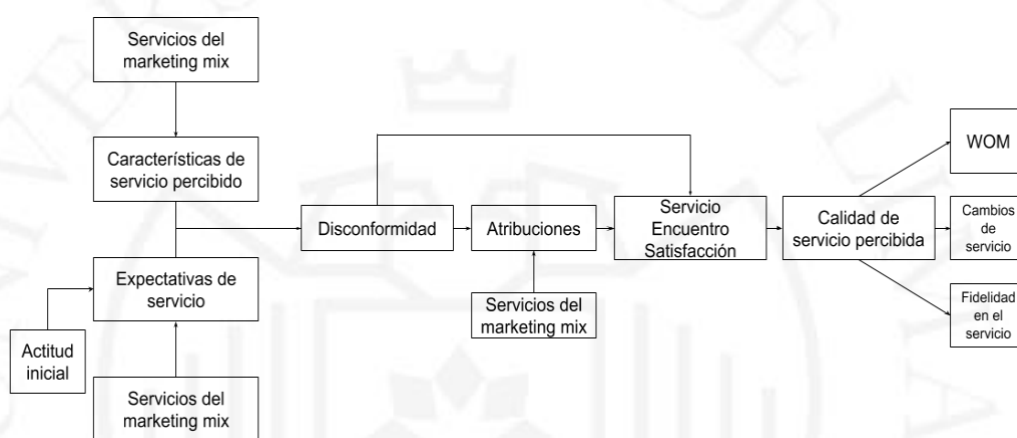 Servicios del
marketing mix
Características de
servicio percibido
Expectativas de
servicio
Actitud
inicial
Servicios del
marketing mix
Disconformidad
Atribuciones
Servicios del
marketing mix
Servicio
Encuentro
Satisfacción
Calidad de
servicio percibida
WOM
Cambios
de
servicio
Fidelidad
en el
servicio